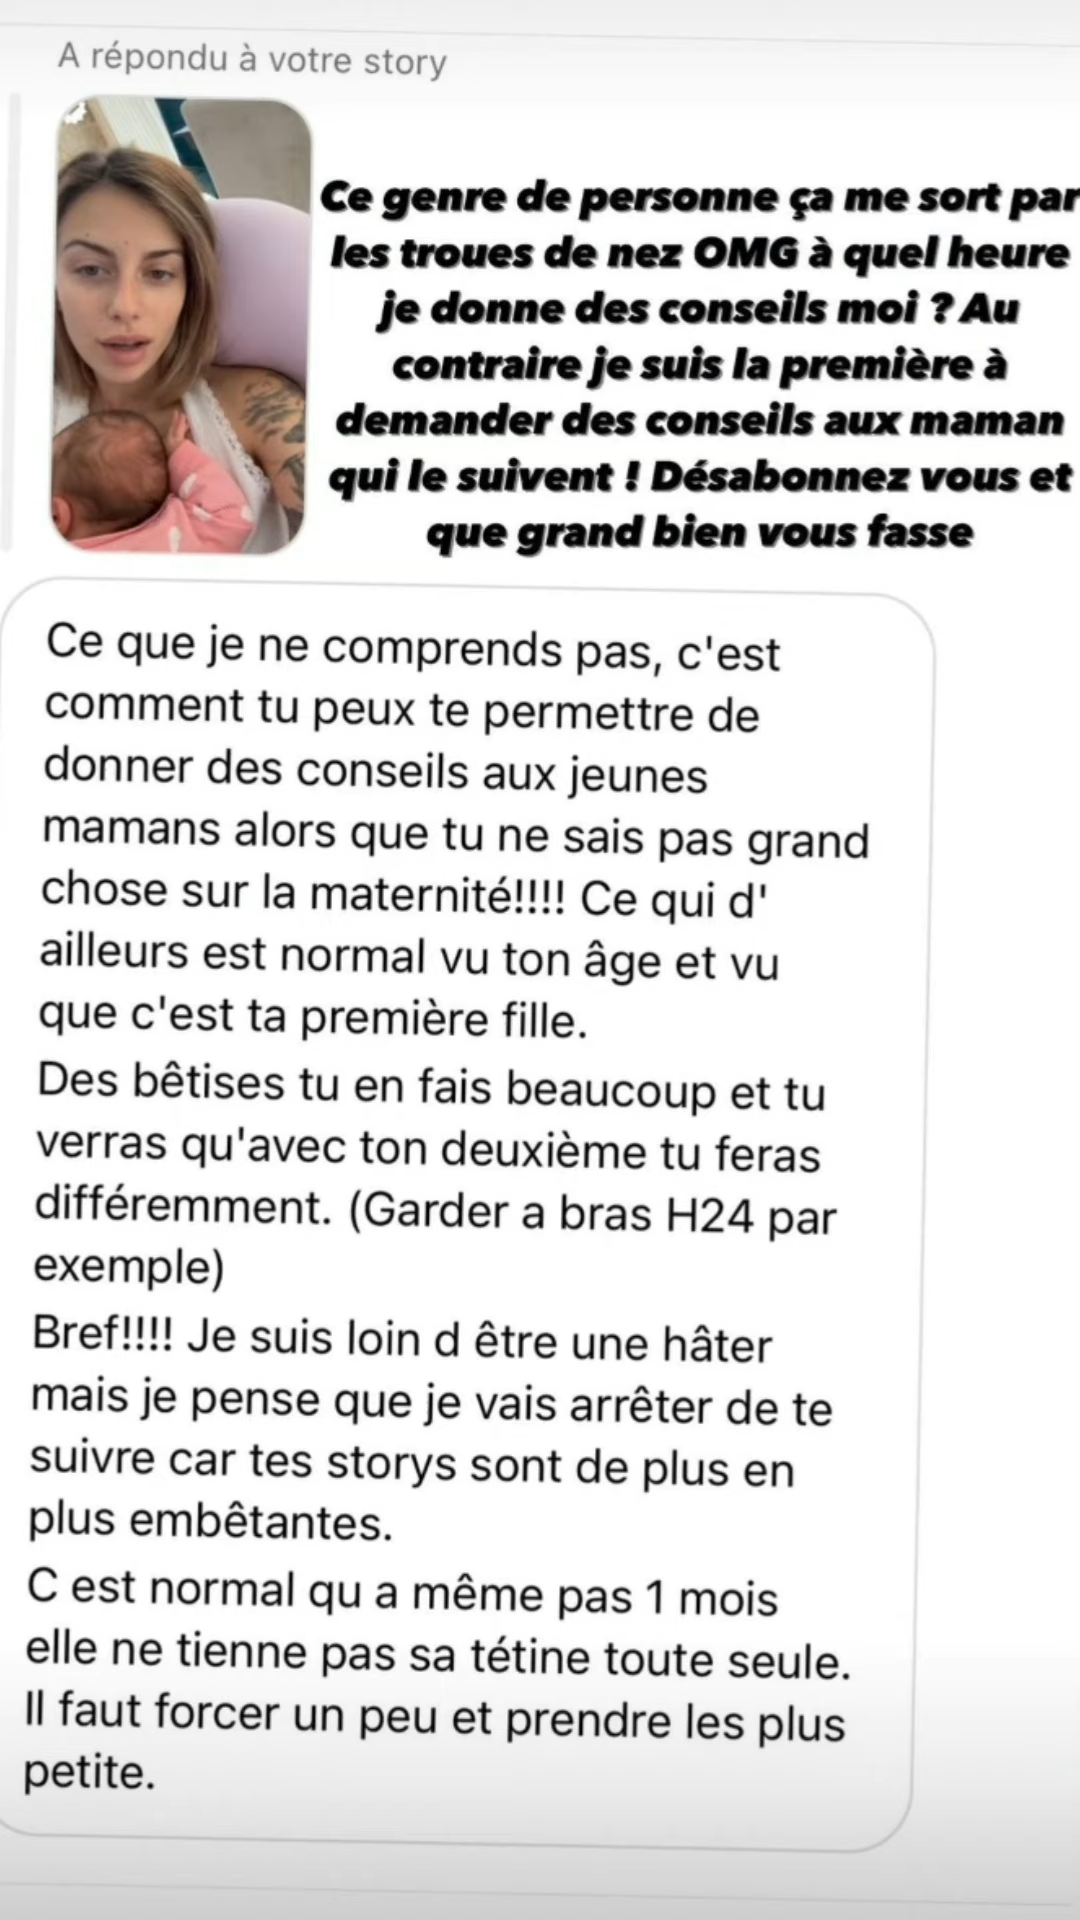 A répondu à votre story
Ce genre de personne ça me sort par
les troues de nez OMG à quel heure
je donne des conseils moi ? Au
contraire je suis la première à
demander des conseils aux maman
qui le suivent ! Désabonnez vous et
que grand bien vous fasse
Ce que je ne comprends pas, c'est
comment tu peux te permettre de
donner des conseils aux jeunes
mamans alors que tu ne sais pas grand
chose sur la maternité!!!! Ce qui d'
ailleurs est normal vu ton âge et vu
que c'est ta première fille.
Des bêtises tu en fais beaucoup et tu
verras qu'avec ton deuxième tu feras
différemment. (Garder a bras H24 par
exemple)
Bref!!!! Je suis loin d être une hâter
mais je pense que je vais arrêter de te
suivre car tes storys sont de plus en
plus embêtantes.
C est normal qu a même pas 1 mois
elle ne tienne pas sa tétine toute seule.
Il faut forcer un peu et prendre les plus
petite.